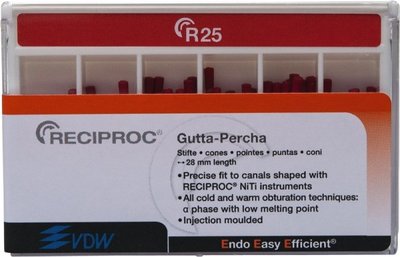 R25
RECIPROC® Gutta-Percha
Stifte • cones • pointes • puntas • coni
↔ 28 mm length
• Precise fit to canals shaped with
RECIPROC® NiTi instruments
• All cold and warm obturation techniques:
α phase with low melting point
• Injection moulded
VDW
Endo Easy Efficient®